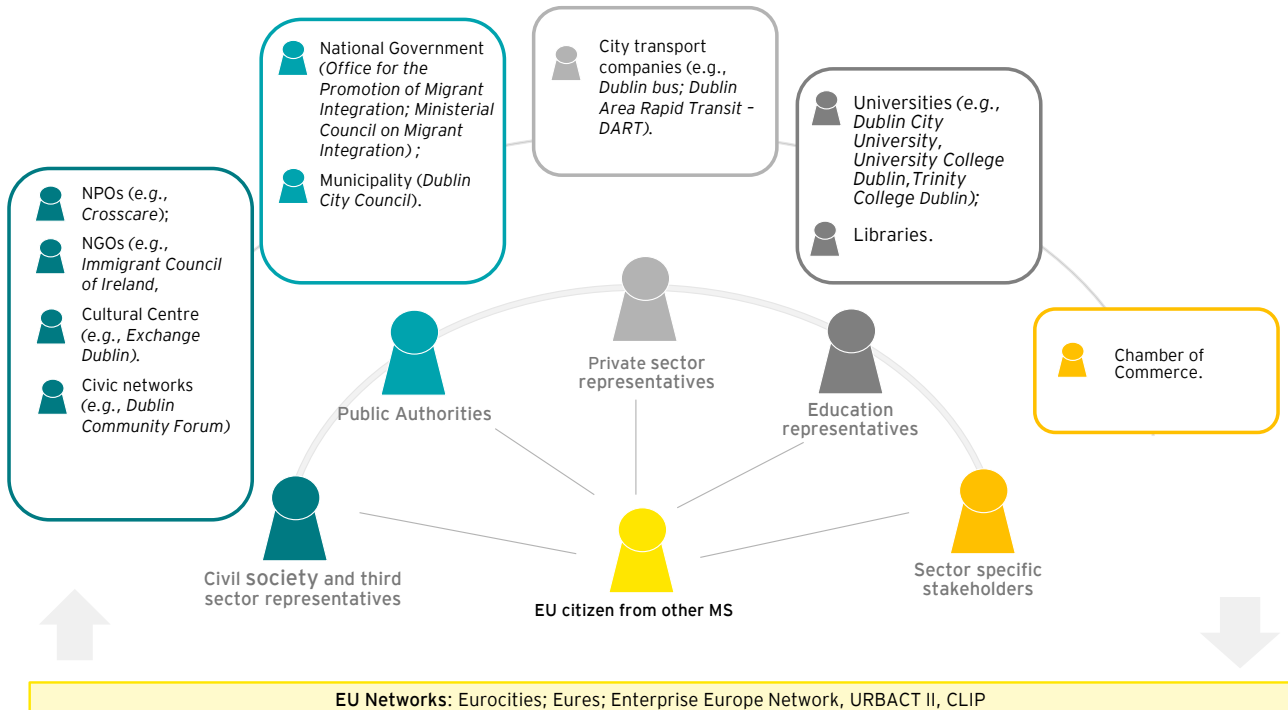 NPOs (e.g.,
Crosscare);
NGOs (e.g.,
Immigrant Council
of Ireland,
Cultural Centre
(e.g., Exchange
Dublin).
Civic networks
(e.g., Dublin
Community Forum)
National Government
(Office for the
Promotion of Migrant
Integration; Ministerial
Council on Migrant
Integration) ;
Municipality (Dublin
City Council).
City transport
companies (e.g.,
Dublin bus; Dublin
Area Rapid Transit –
DART).
Universities (e.g.,
Dublin City
University,
University College
Dublin,Trinity
College Dublin);
Libraries.
Chamber of
Commerce.
Civil society and third
sector representatives
Public Authorities
Private sector
representatives
Education
representatives
Sector specific
stakeholders
EU citizen from other MS
EU Networks: Eurocities; Eures; Enterprise Europe Network, URBACT II, CLIP